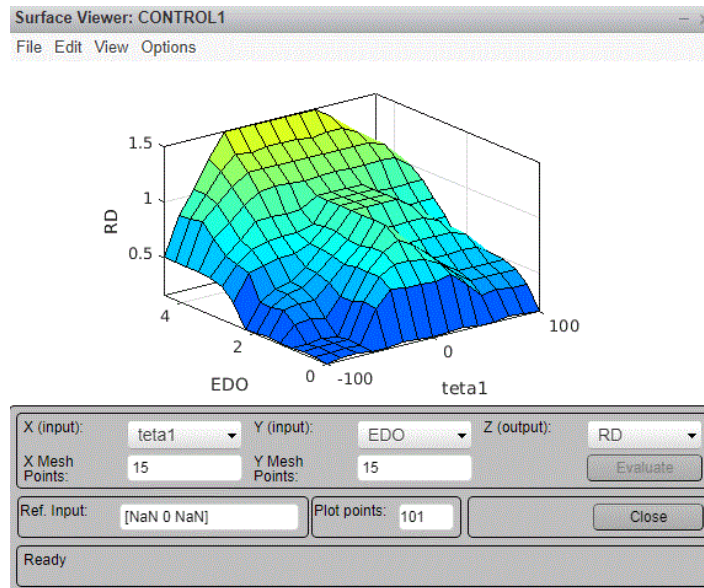 Surface Viewer: CONTROL1
File Edit View Options
1.5
1
0.5
RD
4
2
0
EDO
-100
0
100
teta1
X (input): teta1 Y (input): EDO Z (output): RD
X Mesh Points: 15 Y Mesh Points: 15 Evaluate
Ref. Input: [NaN 0 NaN] Plot points: 101 Close
Ready